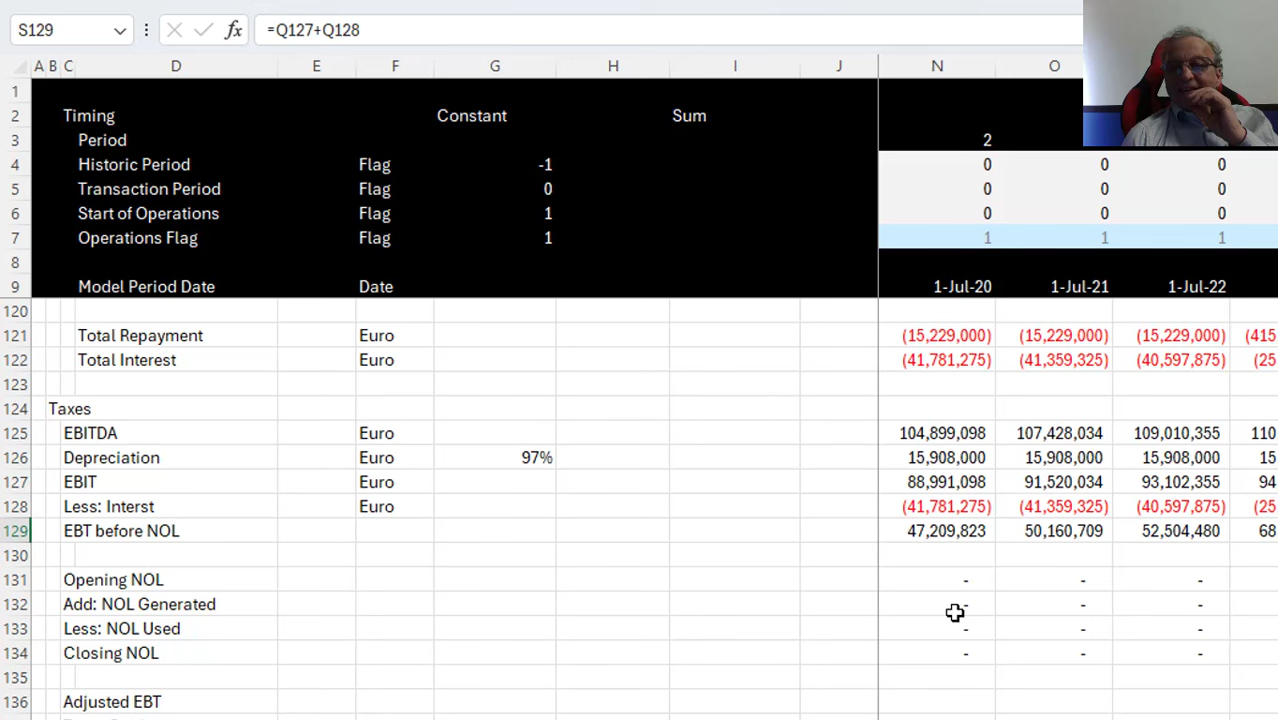 S129 fx =Q127+Q128
A B C D E F G H I J N O
1
2 Timing Constant Sum
3 Period 2
4 Historic Period Flag -1 0 0 0
5 Transaction Period Flag 0 0 0 0
6 Start of Operations Flag 1 0 0 0
7 Operations Flag Flag 1 1 1 1
8
9 Model Period Date Date 1-Jul-20 1-Jul-21 1-Jul-22
120
121 Total Repayment Euro (15,229,000) (15,229,000) (15,229,000) (415
122 Total Interest Euro (41,781,275) (41,359,325) (40,597,875) (25
123
124 Taxes
125 EBITDA Euro 104,899,098 107,428,034 109,010,355 110
126 Depreciation Euro 97% 15,908,000 15,908,000 15,908,000 15
127 EBIT Euro 88,991,098 91,520,034 93,102,355 94
128 Less: Interst Euro (41,781,275) (41,359,325) (40,597,875) (25
129 EBT before NOL 47,209,823 50,160,709 52,504,480 68
130
131 Opening NOL - - -
132 Add: NOL Generated - - -
133 Less: NOL Used - - -
134 Closing NOL - - -
135
136 Adjusted EBT